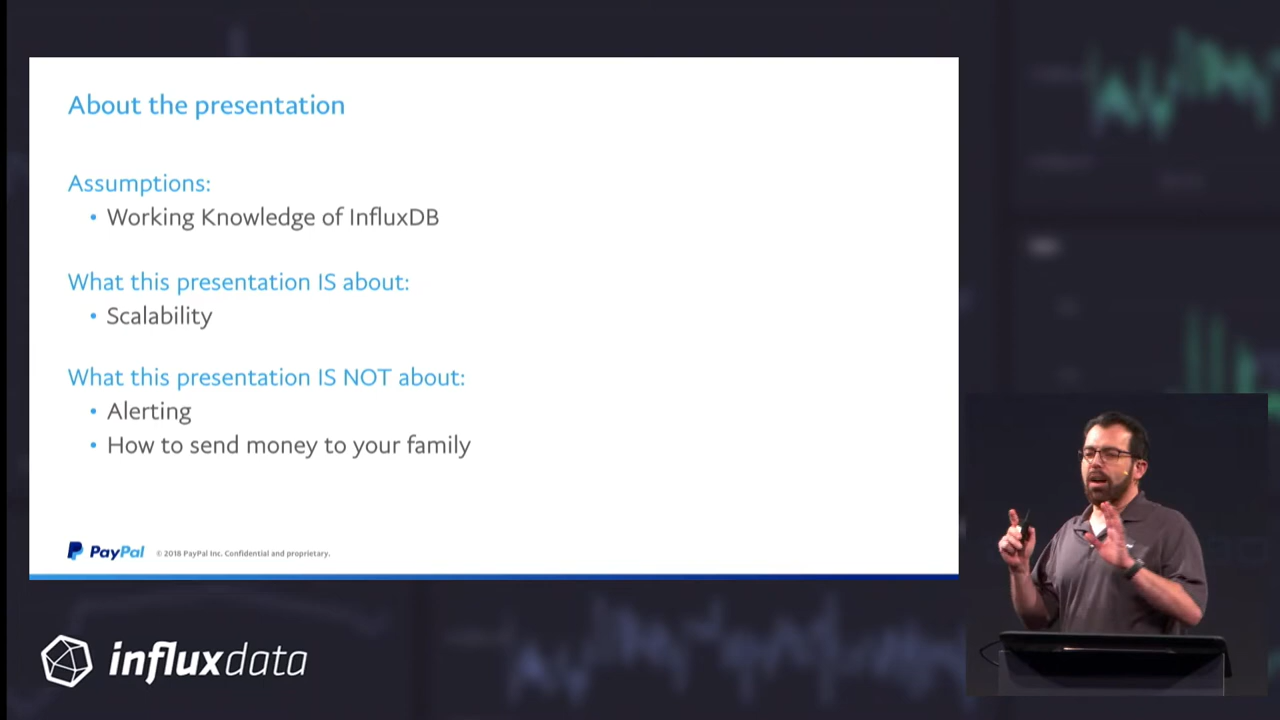 About the presentation
Assumptions:
• Working Knowledge of InfluxDB
What this presentation IS about:
• Scalability
What this presentation IS NOT about:
• Alerting
• How to send money to your family
PayPal © 2018 PayPal Inc. Confidential and proprietary.
influxdata